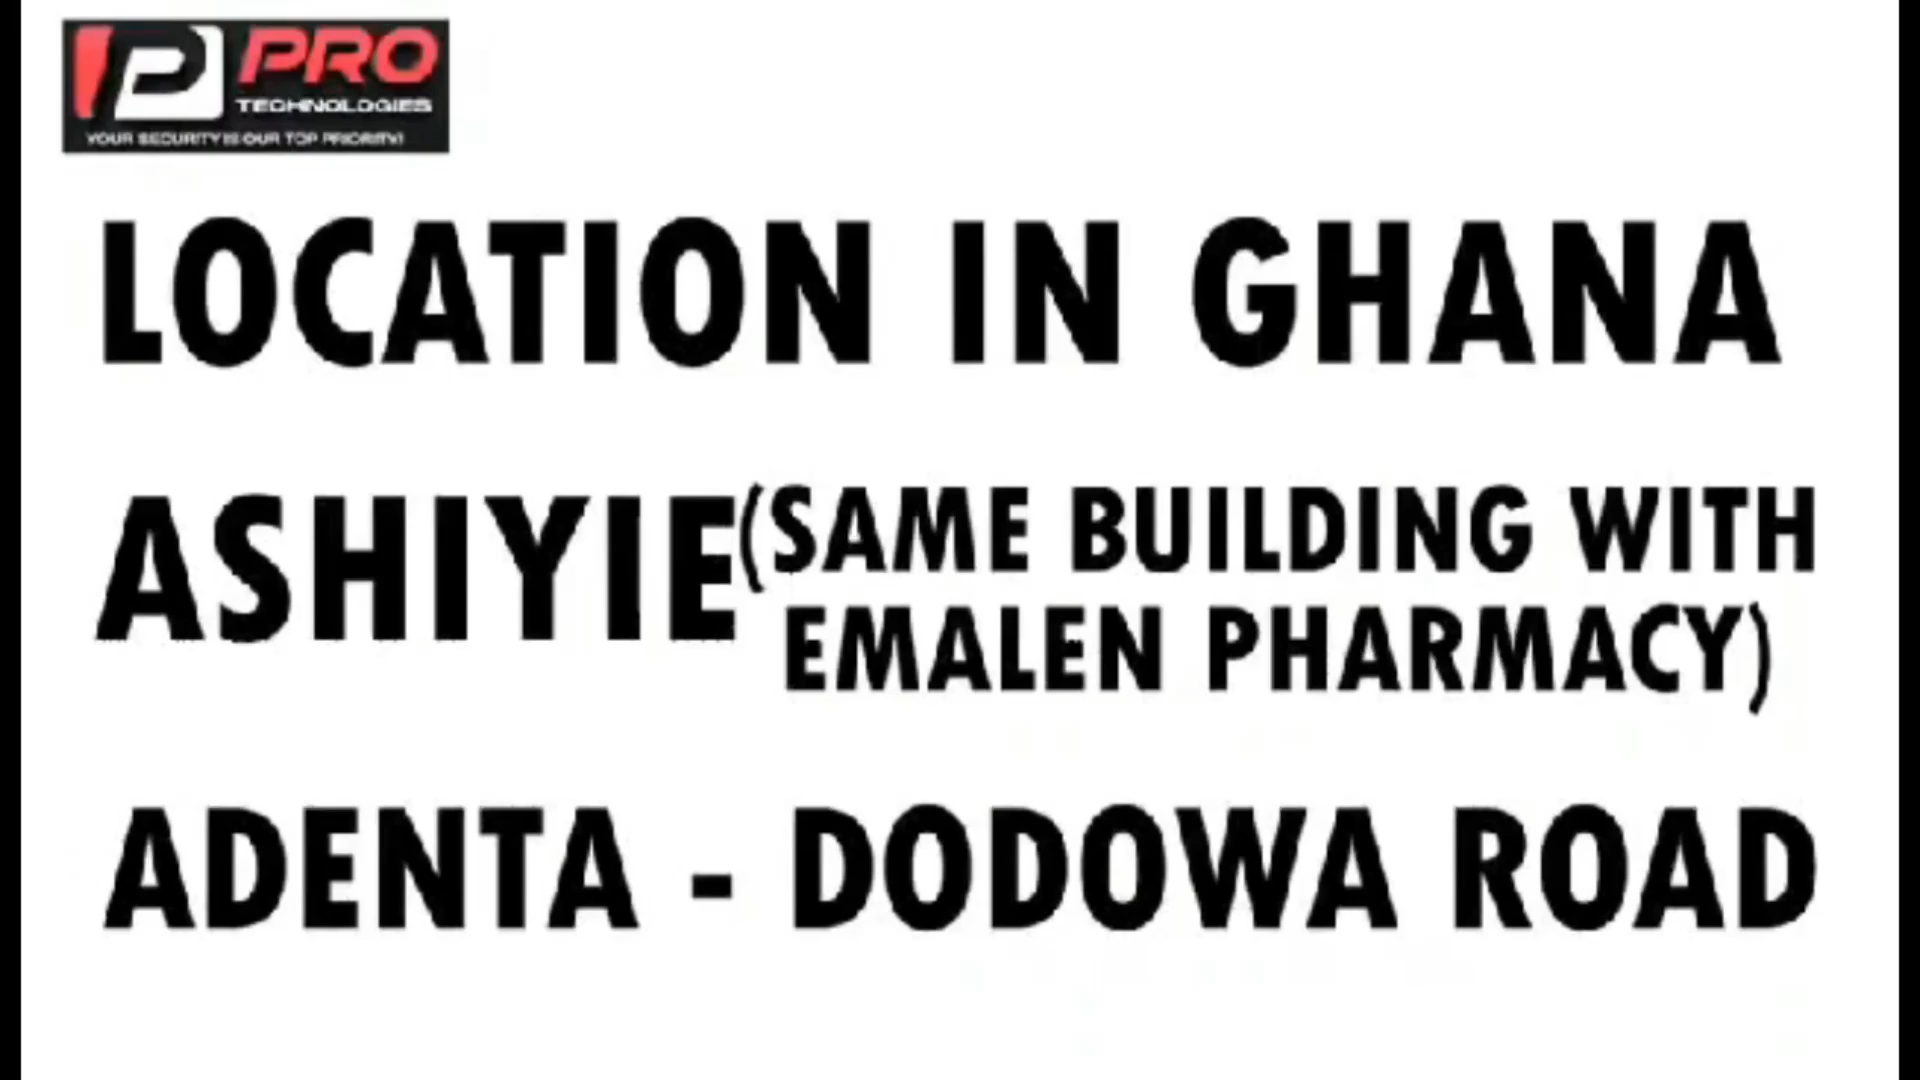 PRO
TECHNOLOGIES
YOUR SECURITY IS OUR TOP PRIORITY!
LOCATION IN GHANA
ASHIYIE (SAME BUILDING WITH
EMALEN PHARMACY)
ADENTA - DODOWA ROAD